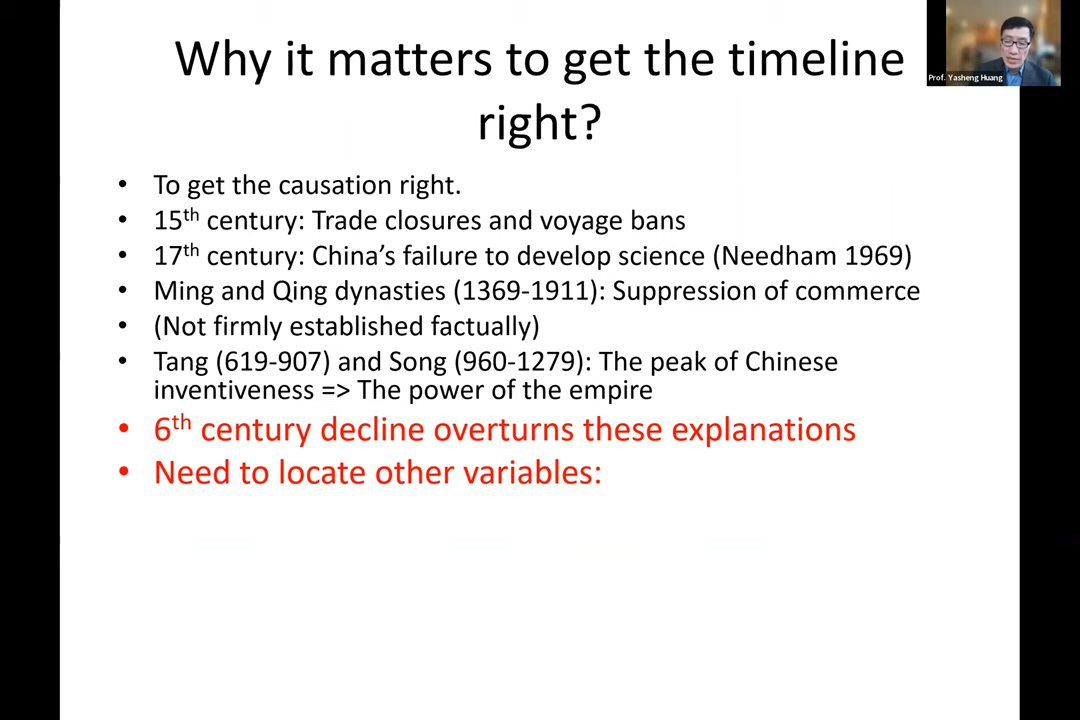 Why it matters to get the timeline
right?
Prof. Yasheng Huang
• To get the causation right.
• 15th century: Trade closures and voyage bans
• 17th century: China’s failure to develop science (Needham 1969)
• Ming and Qing dynasties (1369-1911): Suppression of commerce
• (Not firmly established factually)
• Tang (619-907) and Song (960-1279): The peak of Chinese
inventiveness => The power of the empire
• 6th century decline overturns these explanations
• Need to locate other variables: